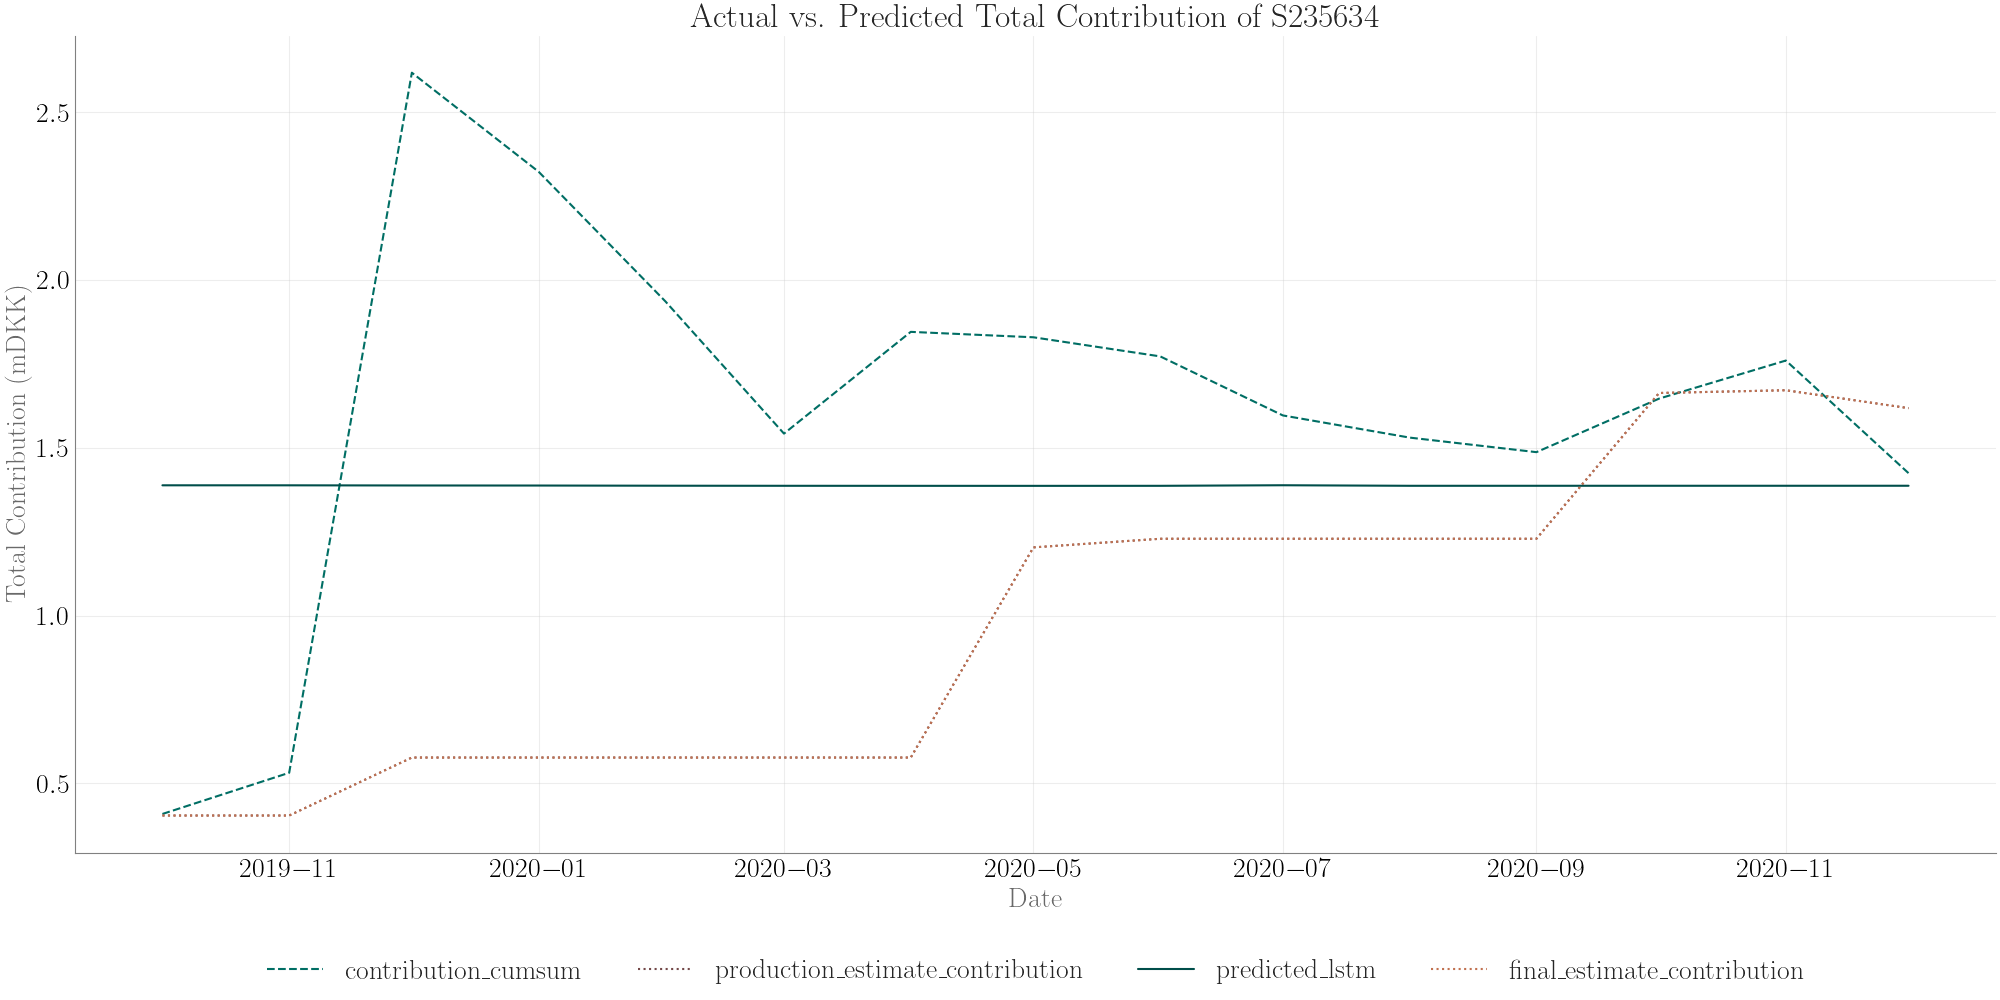 Actual vs. Predicted Total Contribution of S235634
Total Contribution (mDKK)
2.5
2.0
1.5
1.0
0.5
2019–11
2020–01
2020–03
2020–05
2020–07
2020–09
2020–11
Date
contribution_cumsum
production_estimate_contribution
predicted_lstm
final_estimate_contribution